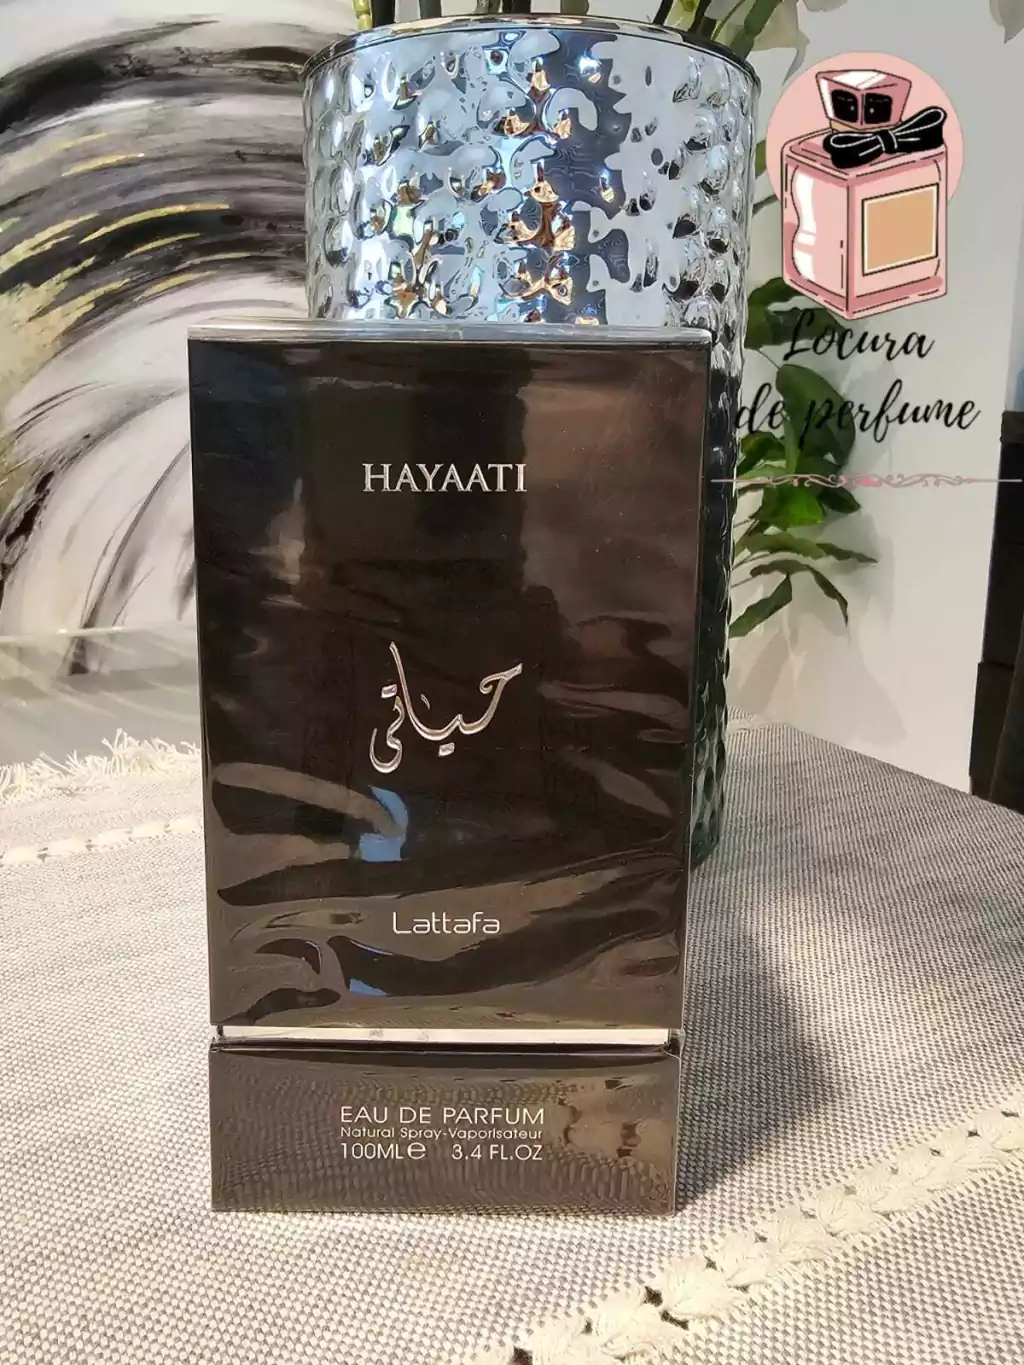 Locura
de perfume
HAYAATI
حياتي
Lattafa
EAU DE PARFUM
Natural Spray-Vaporisateur
100ML e 3.4 FL.OZ